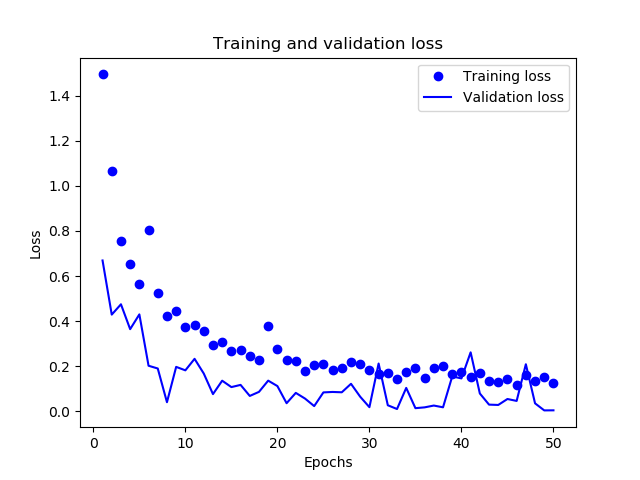 Training and validation loss
Training loss
Validation loss
1.4
1.2
1.0
0.8
0.6
0.4
0.2
0.0
Loss
0 10 20 30 40 50
Epochs